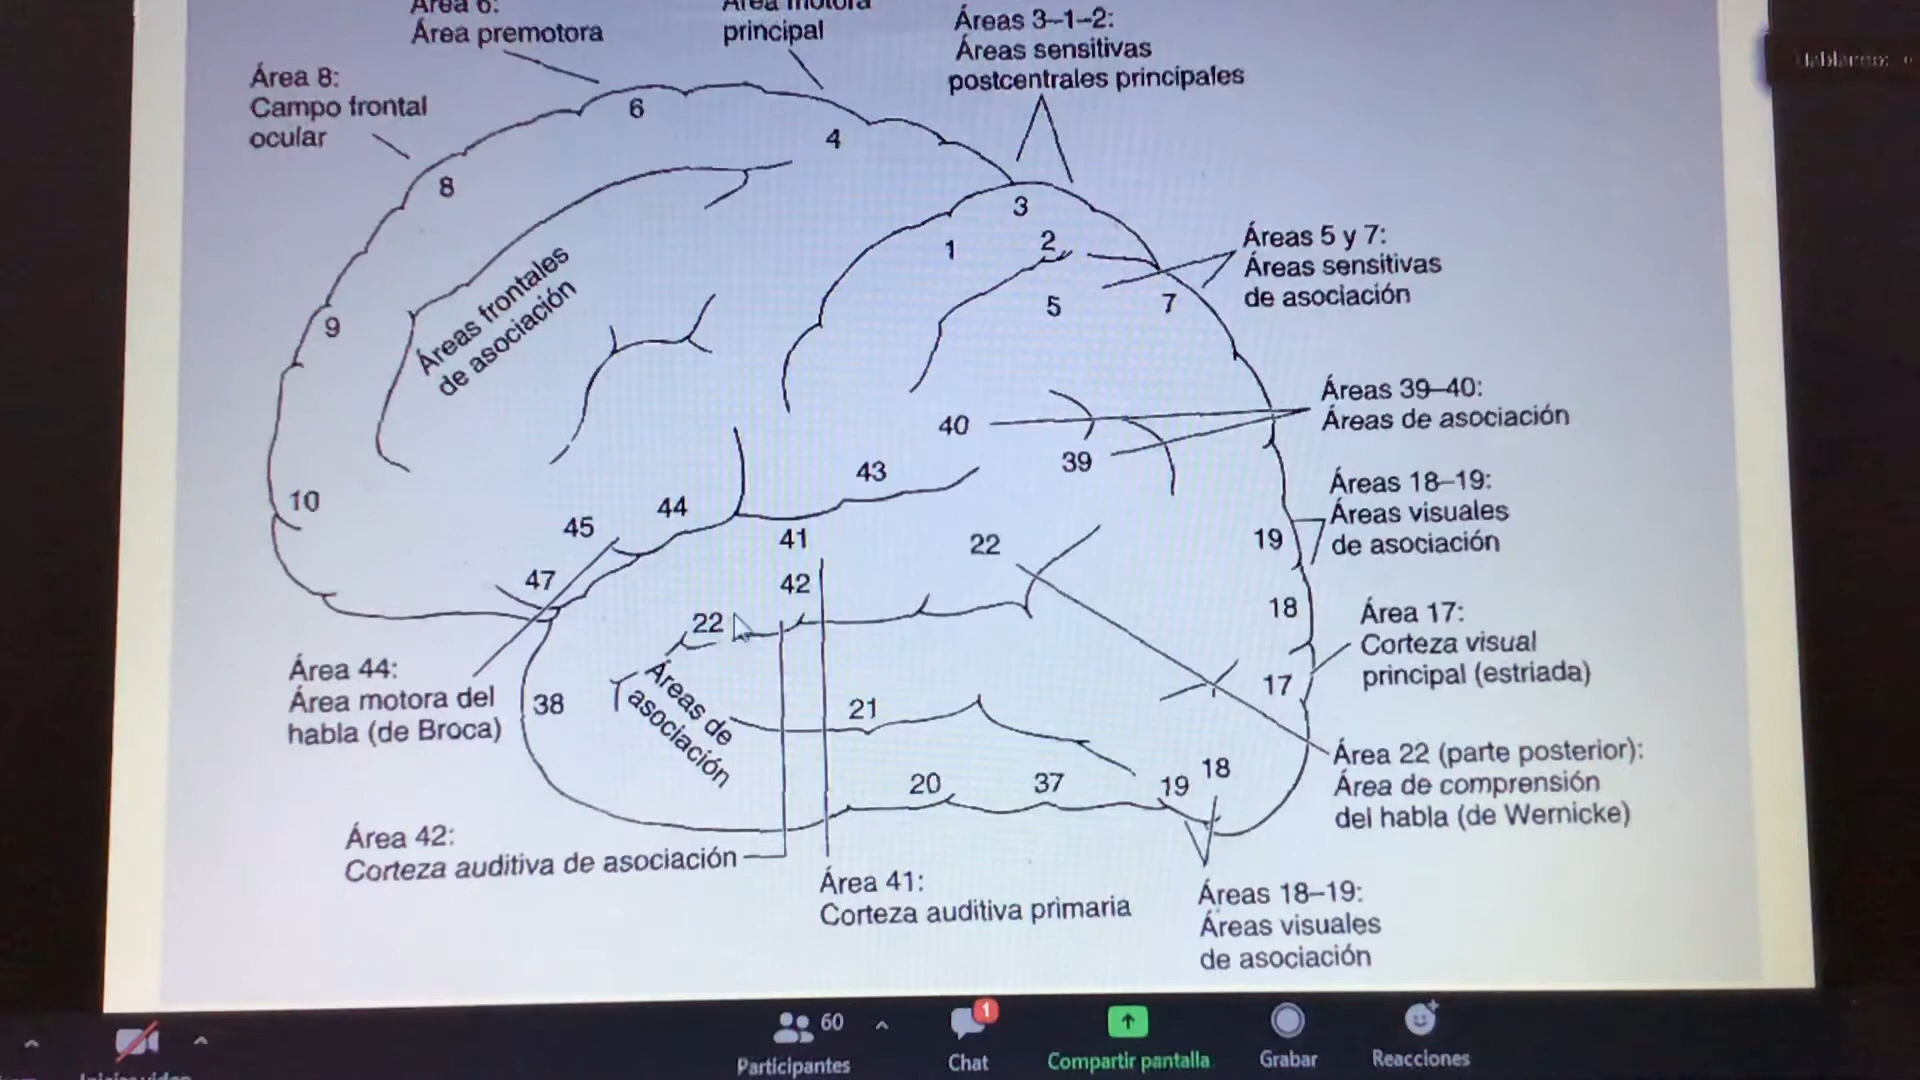 Área 6:
Área premotora
Área motora
principal
Áreas 3–1–2:
Áreas sensitivas
postcentrales principales
Área 8:
Campo frontal
ocular
6
4
8
3
1
2
5
7
Áreas 5 y 7:
Áreas sensitivas
de asociación
9
Áreas frontales
de asociación
Áreas 39–40:
Áreas de asociación
40
39
43
10
44
45
41
22
47
42
22
Áreas 18–19:
Áreas visuales
de asociación
19
18
17
Área 17:
Corteza visual
principal (estriada)
Área 44:
Área motora del
habla (de Broca)
38
Áreas de
asociación
21
20
37
19
18
Área 22 (parte posterior):
Área de comprensión
del habla (de Wernicke)
Área 42:
Corteza auditiva de asociación
Área 41:
Corteza auditiva primaria
Áreas 18–19:
Áreas visuales
de asociación
60
1
Participantes
Chat
Compartir pantalla
Grabar
Reacciones